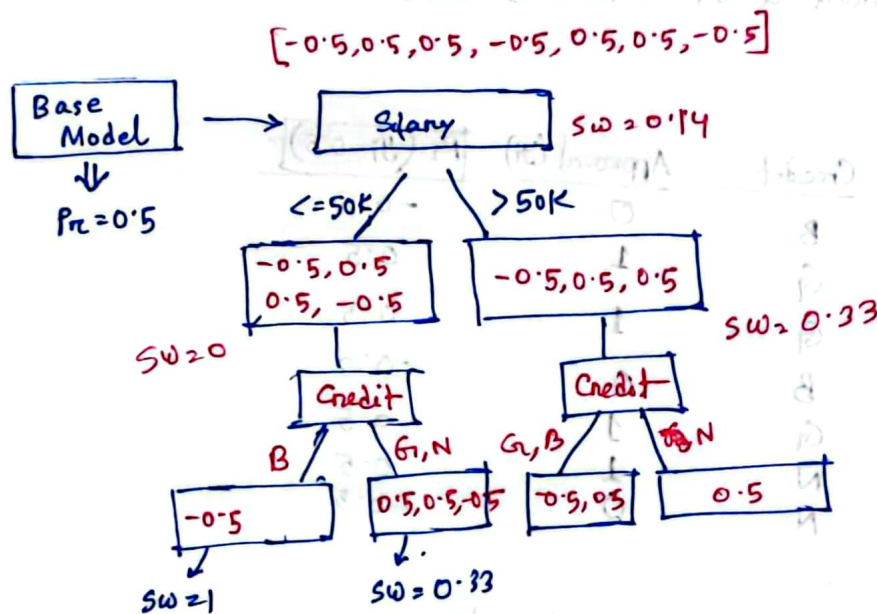 [-0.5, 0.5, 0.5, -0.5, 0.5, 0.5, -0.5]
Base
Model
Salary
SW = 0.14
Pr = 0.5
<=50K
>50K
-0.5, 0.5
0.5, -0.5
-0.5, 0.5, 0.5
SW = 0
SW = 0.33
Credit
Credit
B
G, N
G, B
N
-0.5
0.5, 0.5, -0.5
-0.5, 0.5
0.5
SW = 1
SW = 0.33